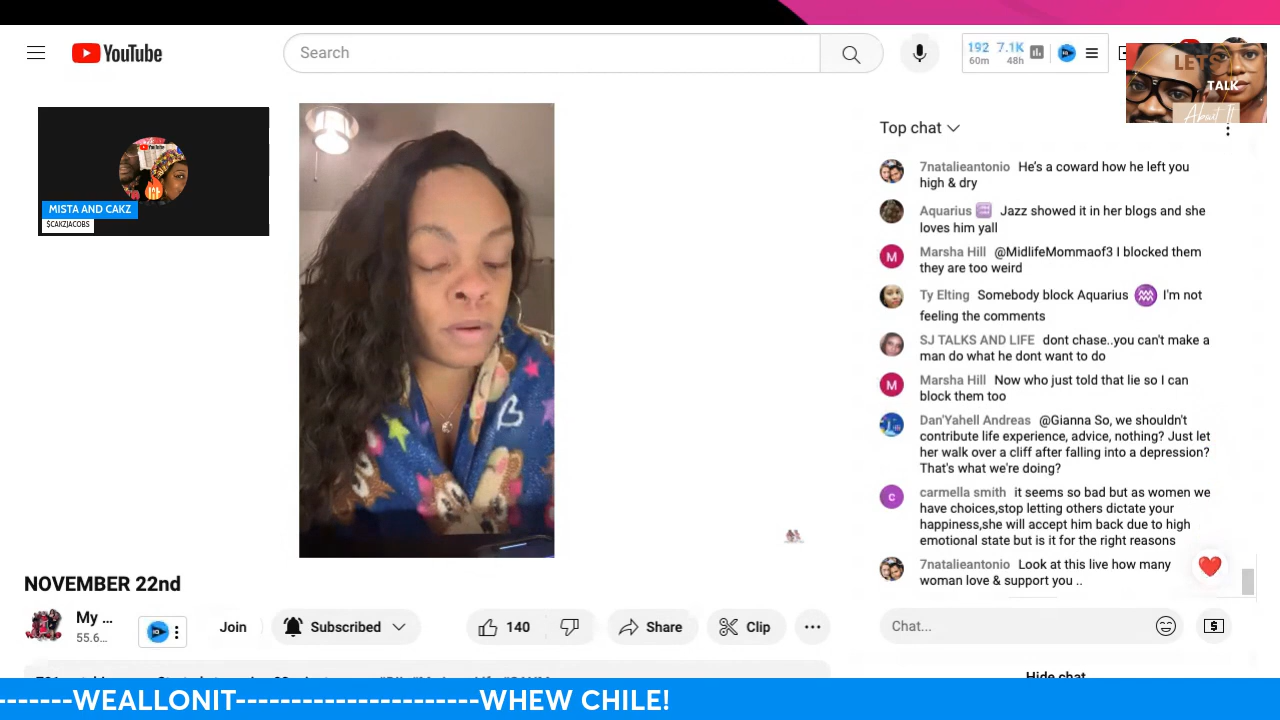 YouTube
Search
192 7.1K
60m 48h
LETS
TALK
About It
MISTA AND CAKZ
$CAKZJACOBS
Top chat
7natalieantonio He's a coward how he left you
high & dry
Aquarius Jazz showed it in her blogs and she
loves him yall
Marsha Hill @MidlifeMommaof3 I blocked them
they are too weird
Ty Elting Somebody block Aquarius ♒ I'm not
feeling the comments
SJ TALKS AND LIFE dont chase..you can't make a
man do what he dont want to do
M Marsha Hill Now who just told that lie so I can
block them too
Dan'Yahell Andreas @Gianna So, we shouldn't
contribute life experience, advice, nothing? Just let
her walk over a cliff after falling into a depression?
That's what we're doing?
c carmella smith it seems so bad but as women we
have choices,stop letting others dictate your
happiness,she will accept him back due to high
emotional state but is it for the right reasons
7natalieantonio Look at this live how many
woman love & support you ..
NOVEMBER 22nd
My ...
55.6...
Join
Subscribed
140
Share
Clip
Chat...
Hide chat
-------WEALLONIT----------------------WHEW CHILE!